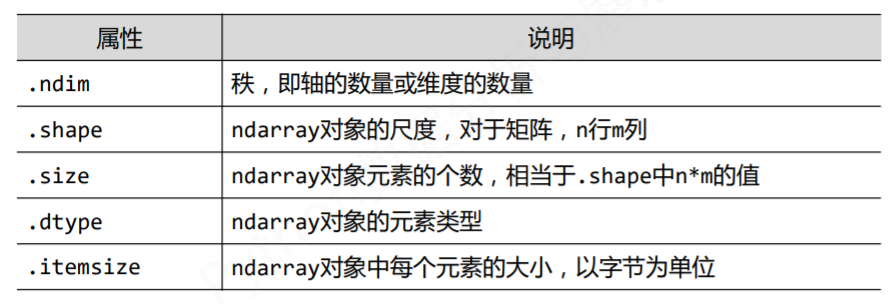 属性 说明
.ndim 秩，即轴的数量或维度的数量
.shape ndarray对象的尺度，对于矩阵，n行m列
.size ndarray对象元素的个数，相当于.shape中n*m的值
.dtype ndarray对象的元素类型
.itemsize ndarray对象中每个元素的大小，以字节为单位